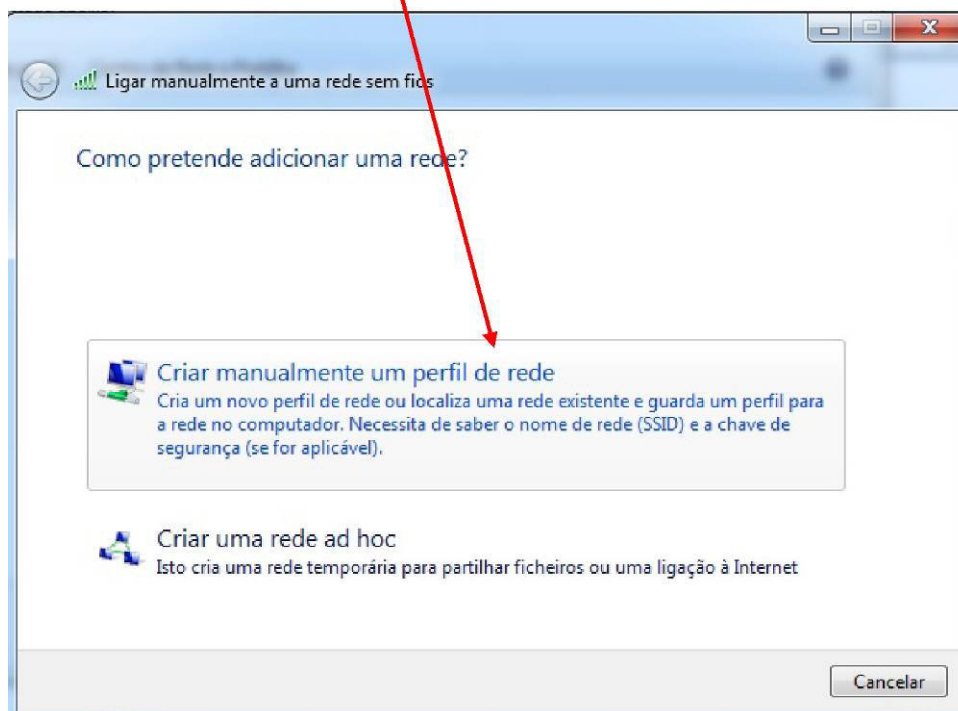 Ligar manualmente a uma rede sem fios
Como pretende adicionar uma rede?
Criar manualmente um perfil de rede
Cria um novo perfil de rede ou localiza uma rede existente e guarda um perfil para
a rede no computador. Necessita de saber o nome de rede (SSID) e a chave de
segurança (se for aplicável).
Criar uma rede ad hoc
Isto cria uma rede temporária para partilhar ficheiros ou uma ligação à Internet
Cancelar